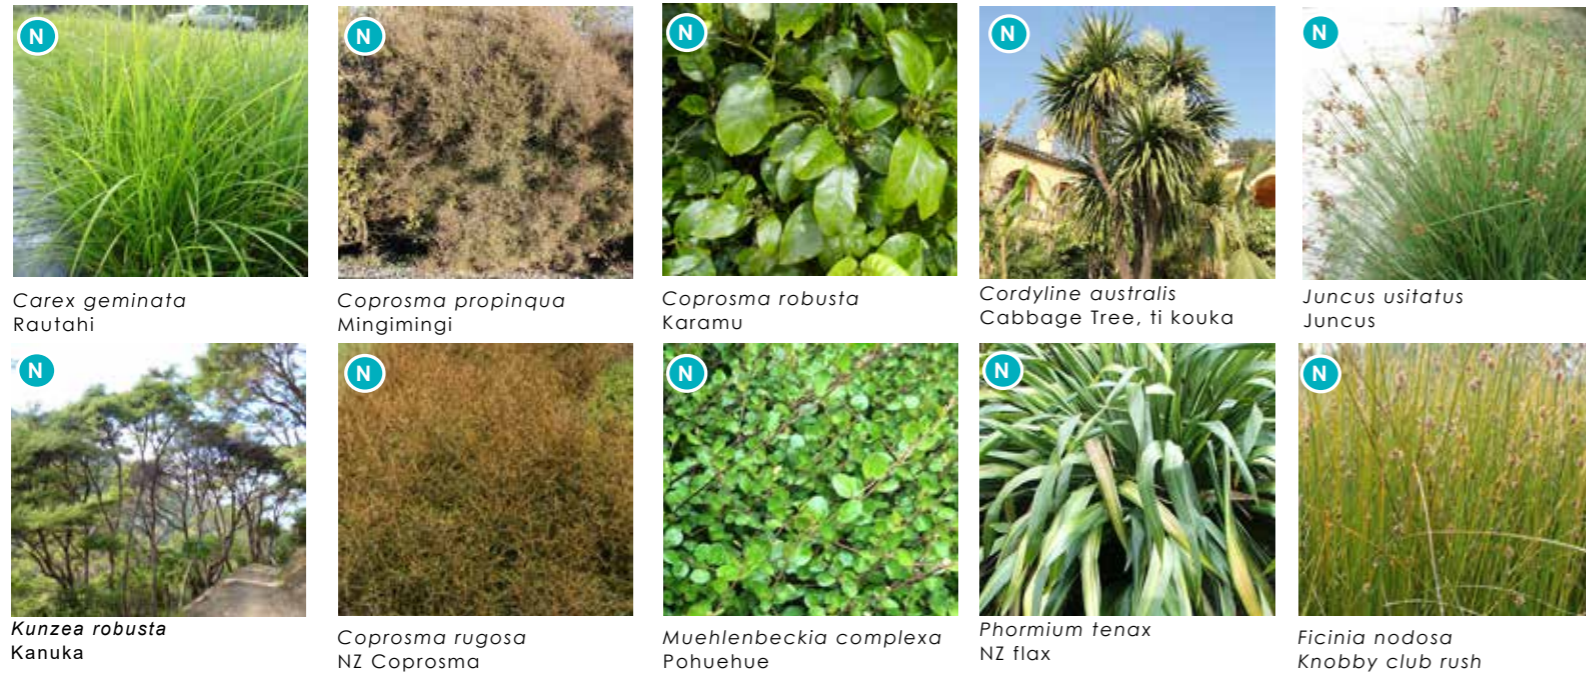 N
N
N
N
N
Carex geminata
Rautahi
Coprosma propinqua
Mingimingi
Coprosma robusta
Karamu
Cordyline australis
Cabbage Tree, ti kouka
Juncus usitatus
Juncus
N
N
N
N
N
Kunzea robusta
Kanuka
Coprosma rugosa
NZ Coprosma
Muehlenbeckia complexa
Pohuehue
Phormium tenax
NZ flax
Ficinia nodosa
Knobby club rush